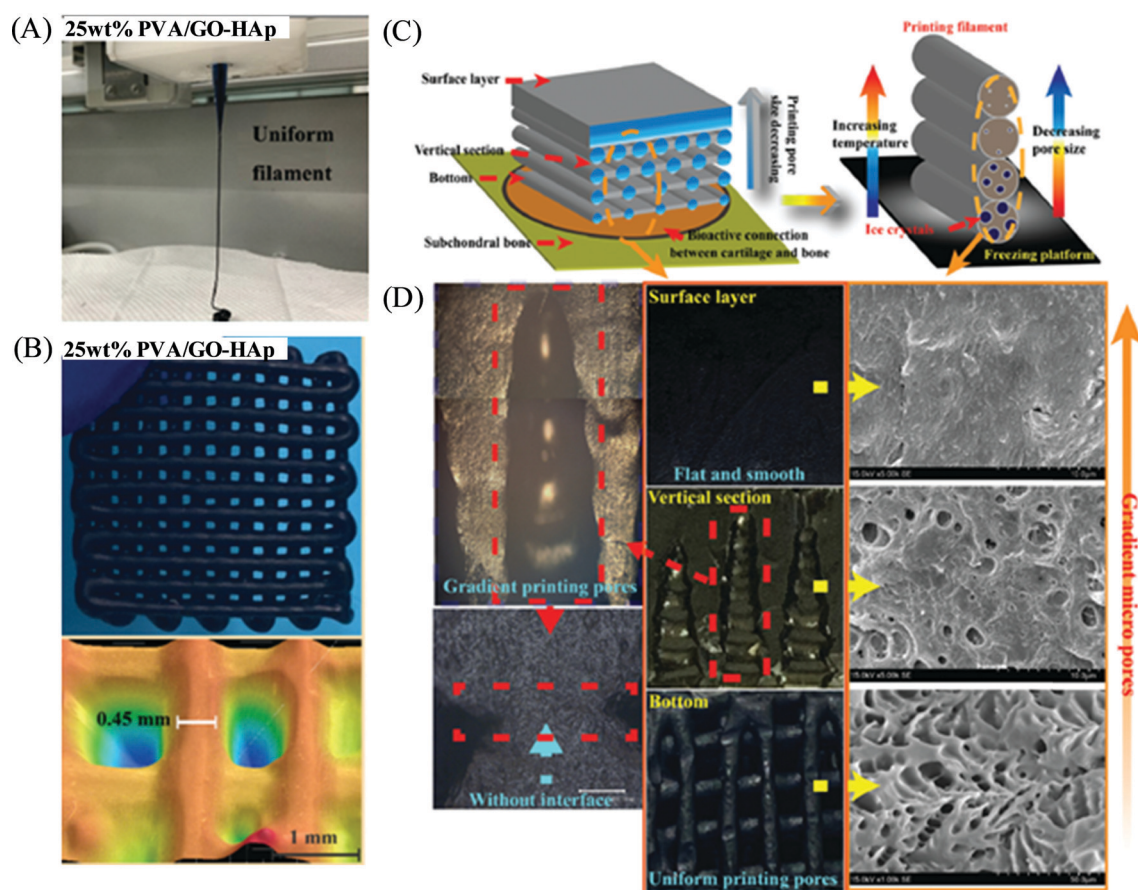 (A)
25wt% PVA/GO-HAp
Uniform
filament
(B)
25wt% PVA/GO-HAp
0.45 mm
1 mm
(C)
Surface layer
Vertical section
Bottom
Subchondral bone
Printing pore
size decreasing
Bioactive connection
between cartilage and bone
Printing filament
Increasing
temperature
Decreasing
pore size
Ice crystals
Freezing platform
(D)
Gradient printing pores
Without interface
Surface layer
Flat and smooth
Vertical section
Bottom
Uniform printing pores
Gradient micro pores